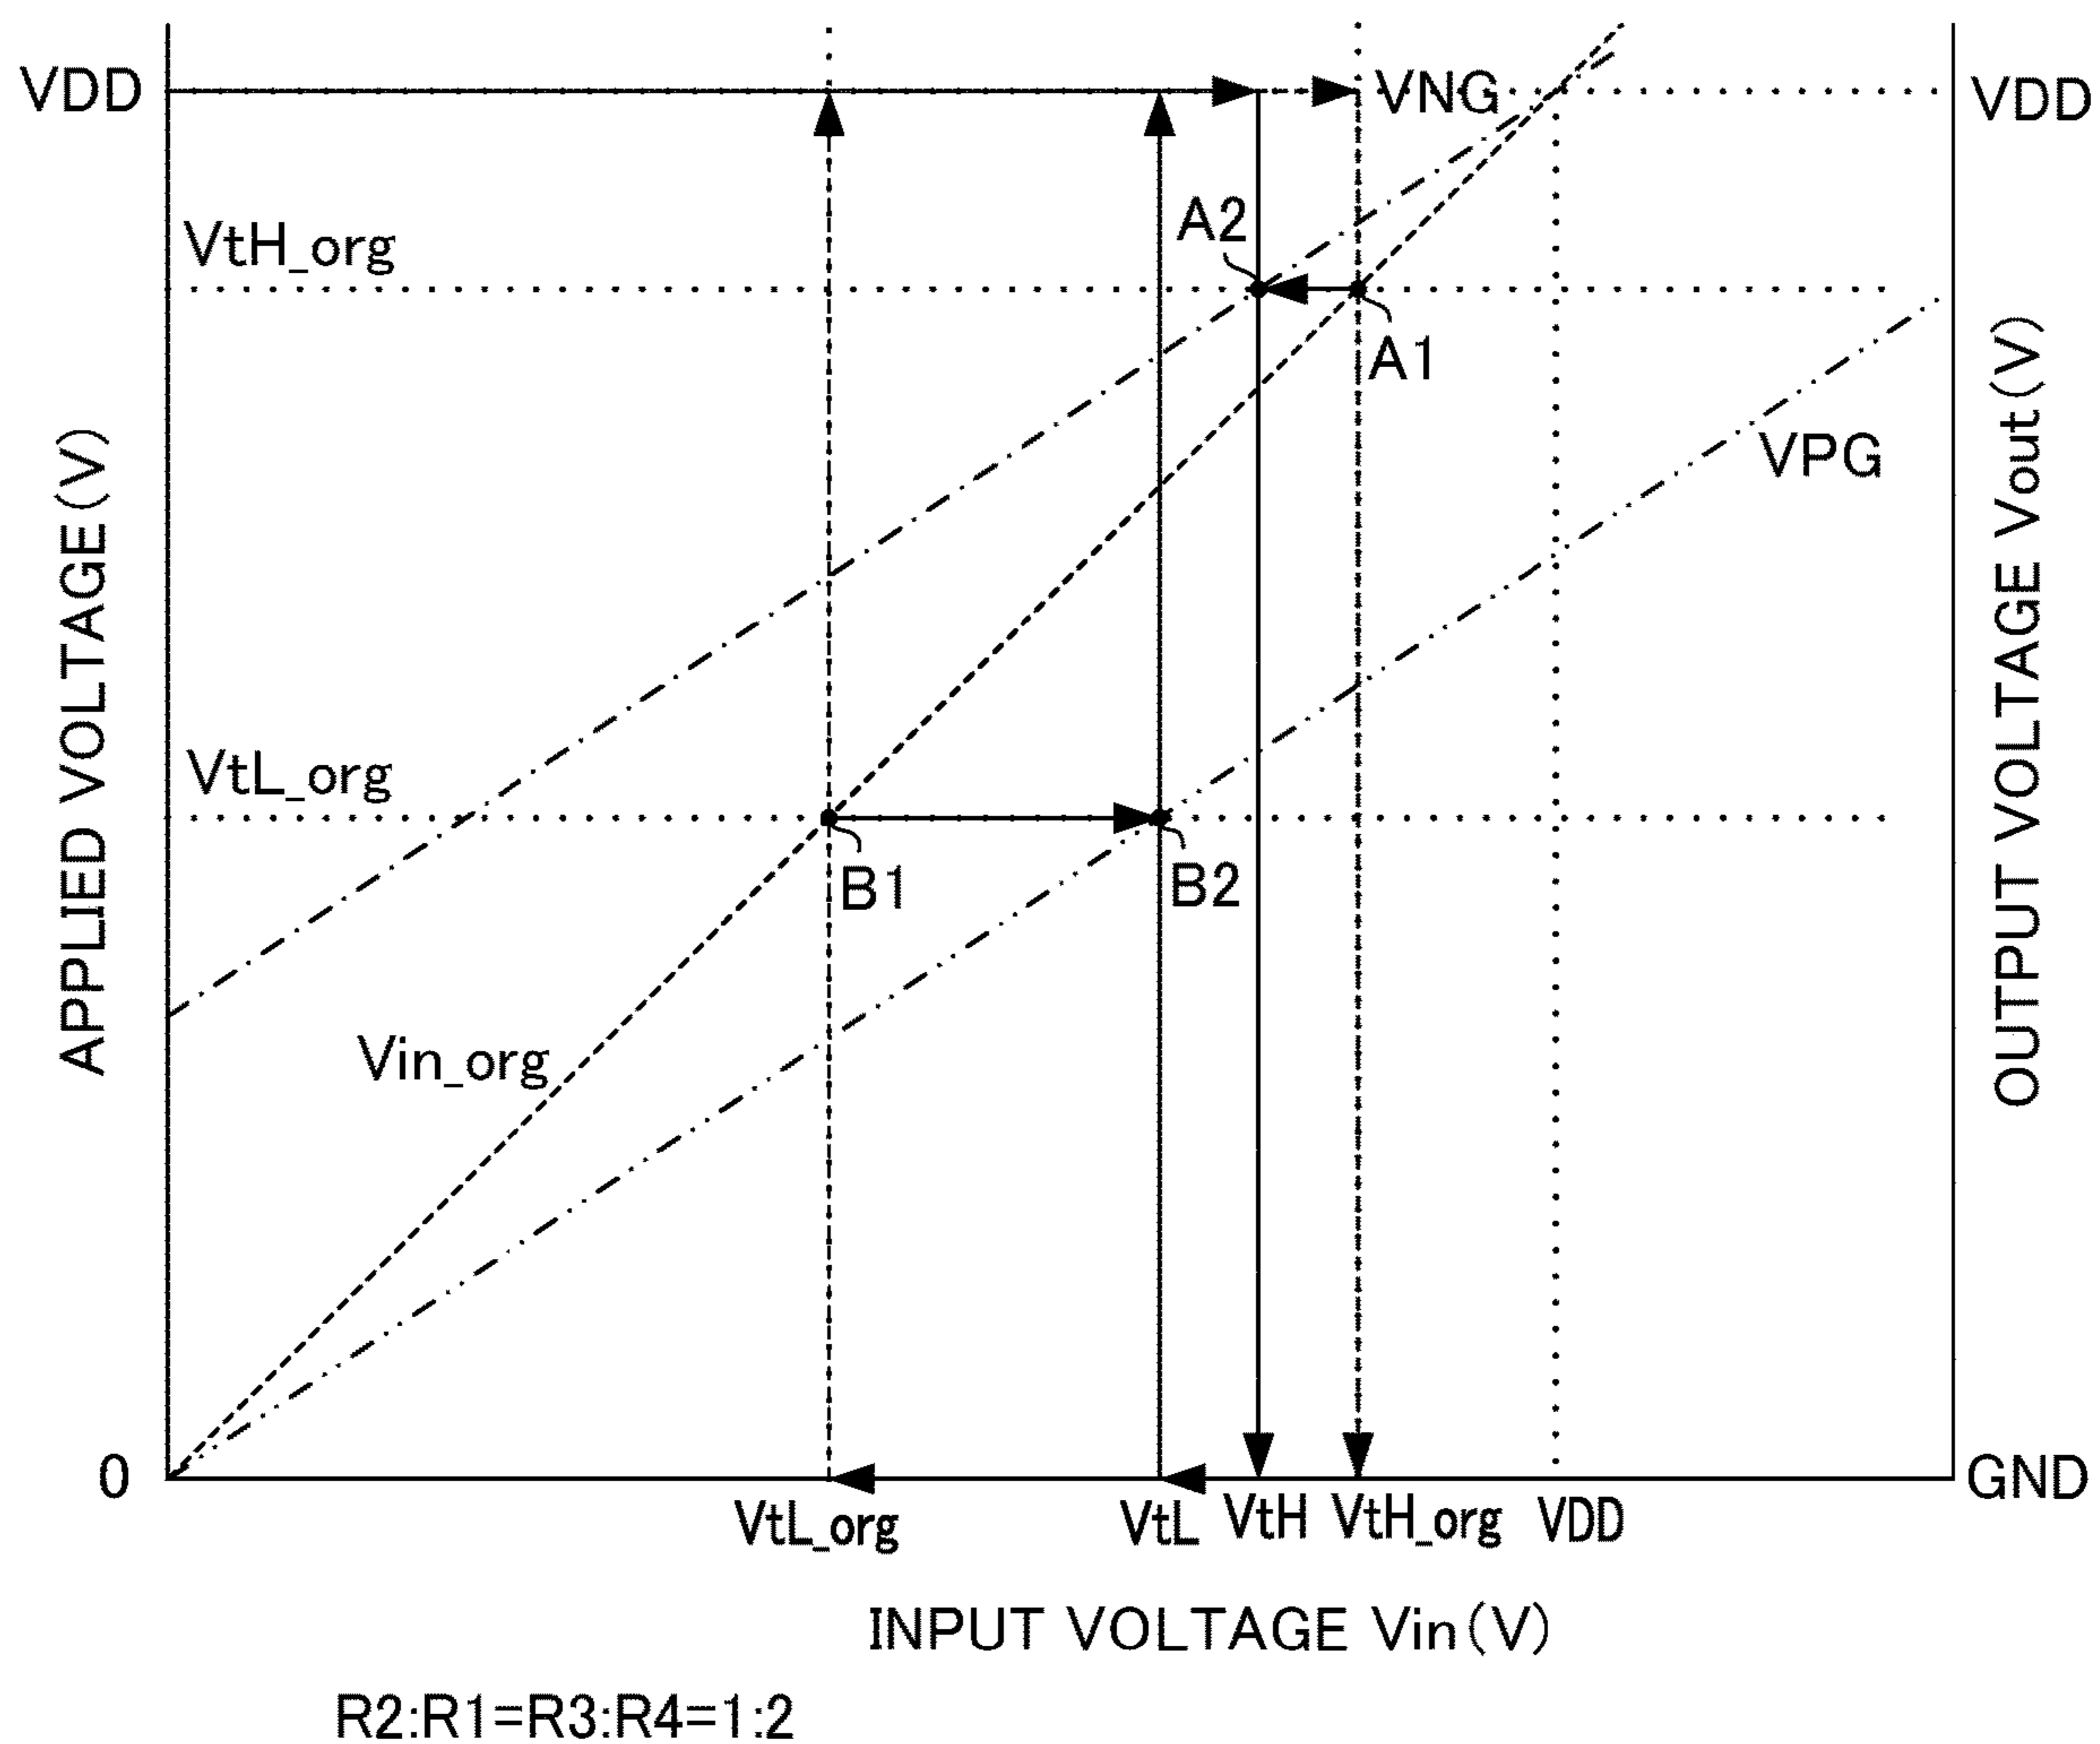 VDD
VNG
VDD
A2
VtH_org
A1
VPG
APPLIED VOLTAGE(V)
OUTPUT VOLTAGE Vout(V)
VtL_org
B1
B2
Vin_org
0
GND
VtL_org
VtL
VtH
VtH_org
VDD
INPUT VOLTAGE Vin(V)
R2:R1=R3:R4=1:2